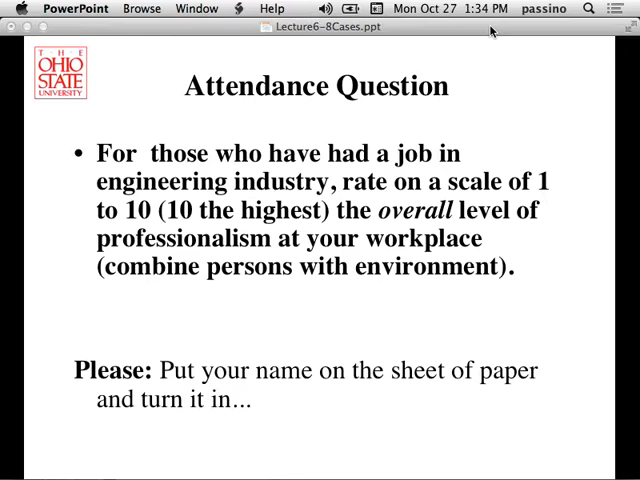 PowerPoint Browse Window Help Mon Oct 27 1:34 PM passino
Lecture6-8Cases.ppt
T·H·E
OHIO
STATE
UNIVERSITY
Attendance Question
• For those who have had a job in
engineering industry, rate on a scale of 1
to 10 (10 the highest) the overall level of
professionalism at your workplace
(combine persons with environment).
Please: Put your name on the sheet of paper
and turn it in...